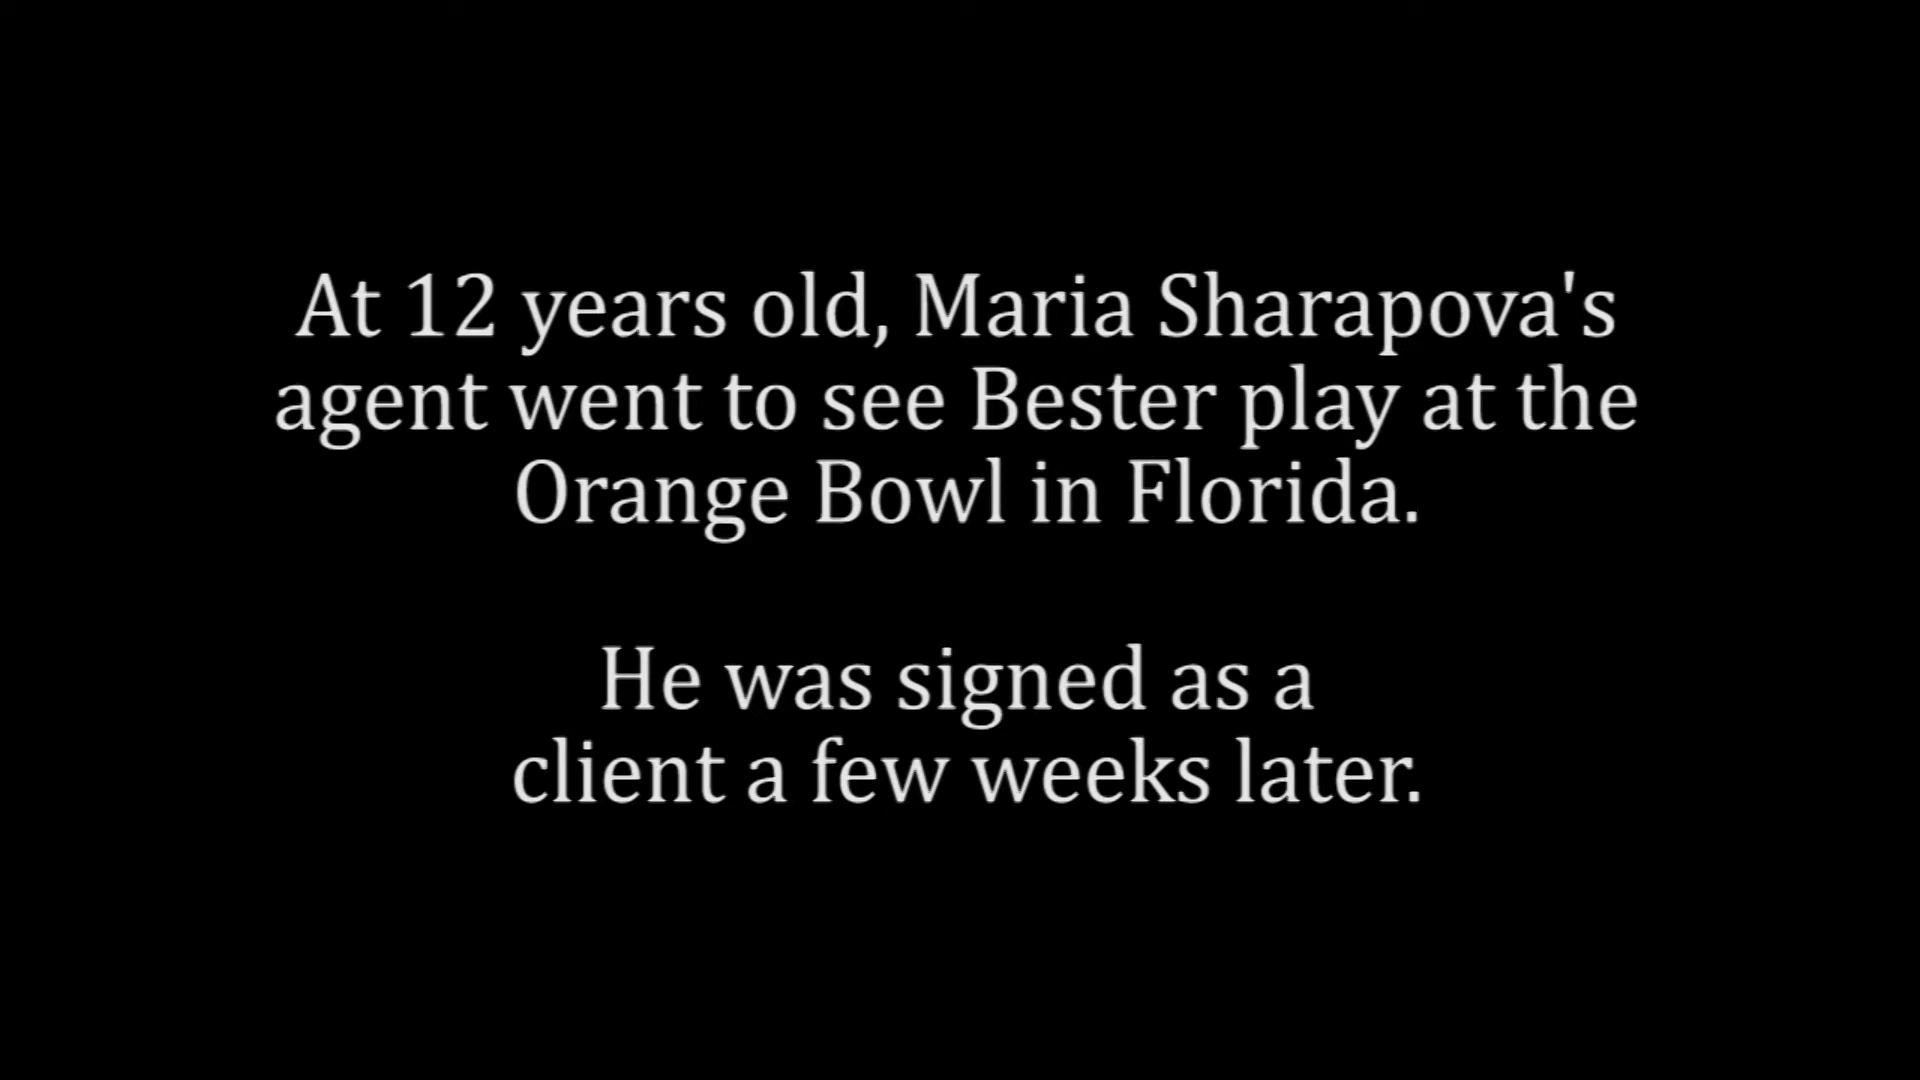 At 12 years old, Maria Sharapova's
agent went to see Bester play at the
Orange Bowl in Florida.
He was signed as a
client a few weeks later.